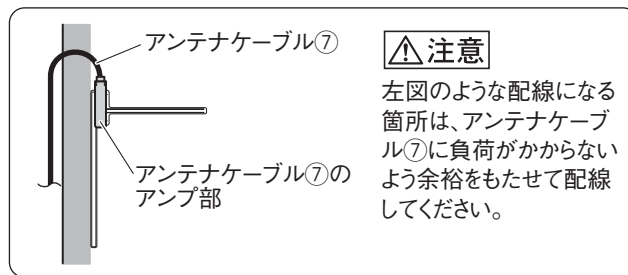 アンテナケーブル⑦
アンテナケーブル⑦の
アンプ部
注意
左図のような配線になる
箇所は、アンテナケーブ
ル⑦に負荷がかからない
よう余裕をもたせて配線
してください。